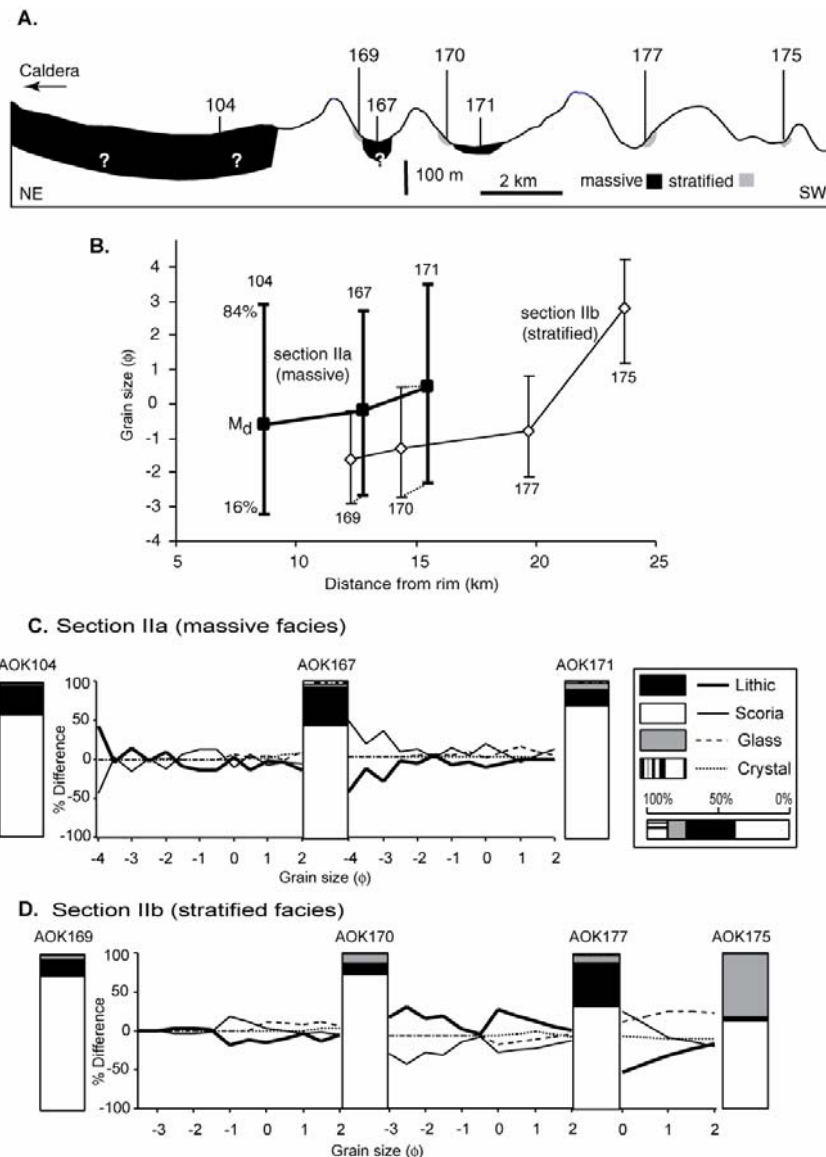 A.
169 170 177 175
Caldera
104 167 171
? ? ?
100 m
2 km
massive stratified
NE SW
B.
4
3
2
1
0
-1
-2
-3
-4
Grain size (ϕ)
104
84%
Md
16%
167
171
section IIa
(massive)
section IIb
(stratified)
169
170
177
175
5 10 15 20 25
Distance from rim (km)
C. Section IIa (massive facies)
AOK104 AOK167 AOK171
100
50
0
-50
-100
% Difference
-4 -3 -2 -1 0 1 2 -4 -3 -2 -1 0 1 2
Grain size (ϕ)
Lithic
Scoria
Glass
Crystal
100% 50% 0%
D. Section IIb (stratified facies)
AOK169 AOK170 AOK177 AOK175
100
50
0
-50
-100
% Difference
-3 -2 -1 0 1 2 -3 -2 -1 0 1 2 0 1 2
Grain size (ϕ)